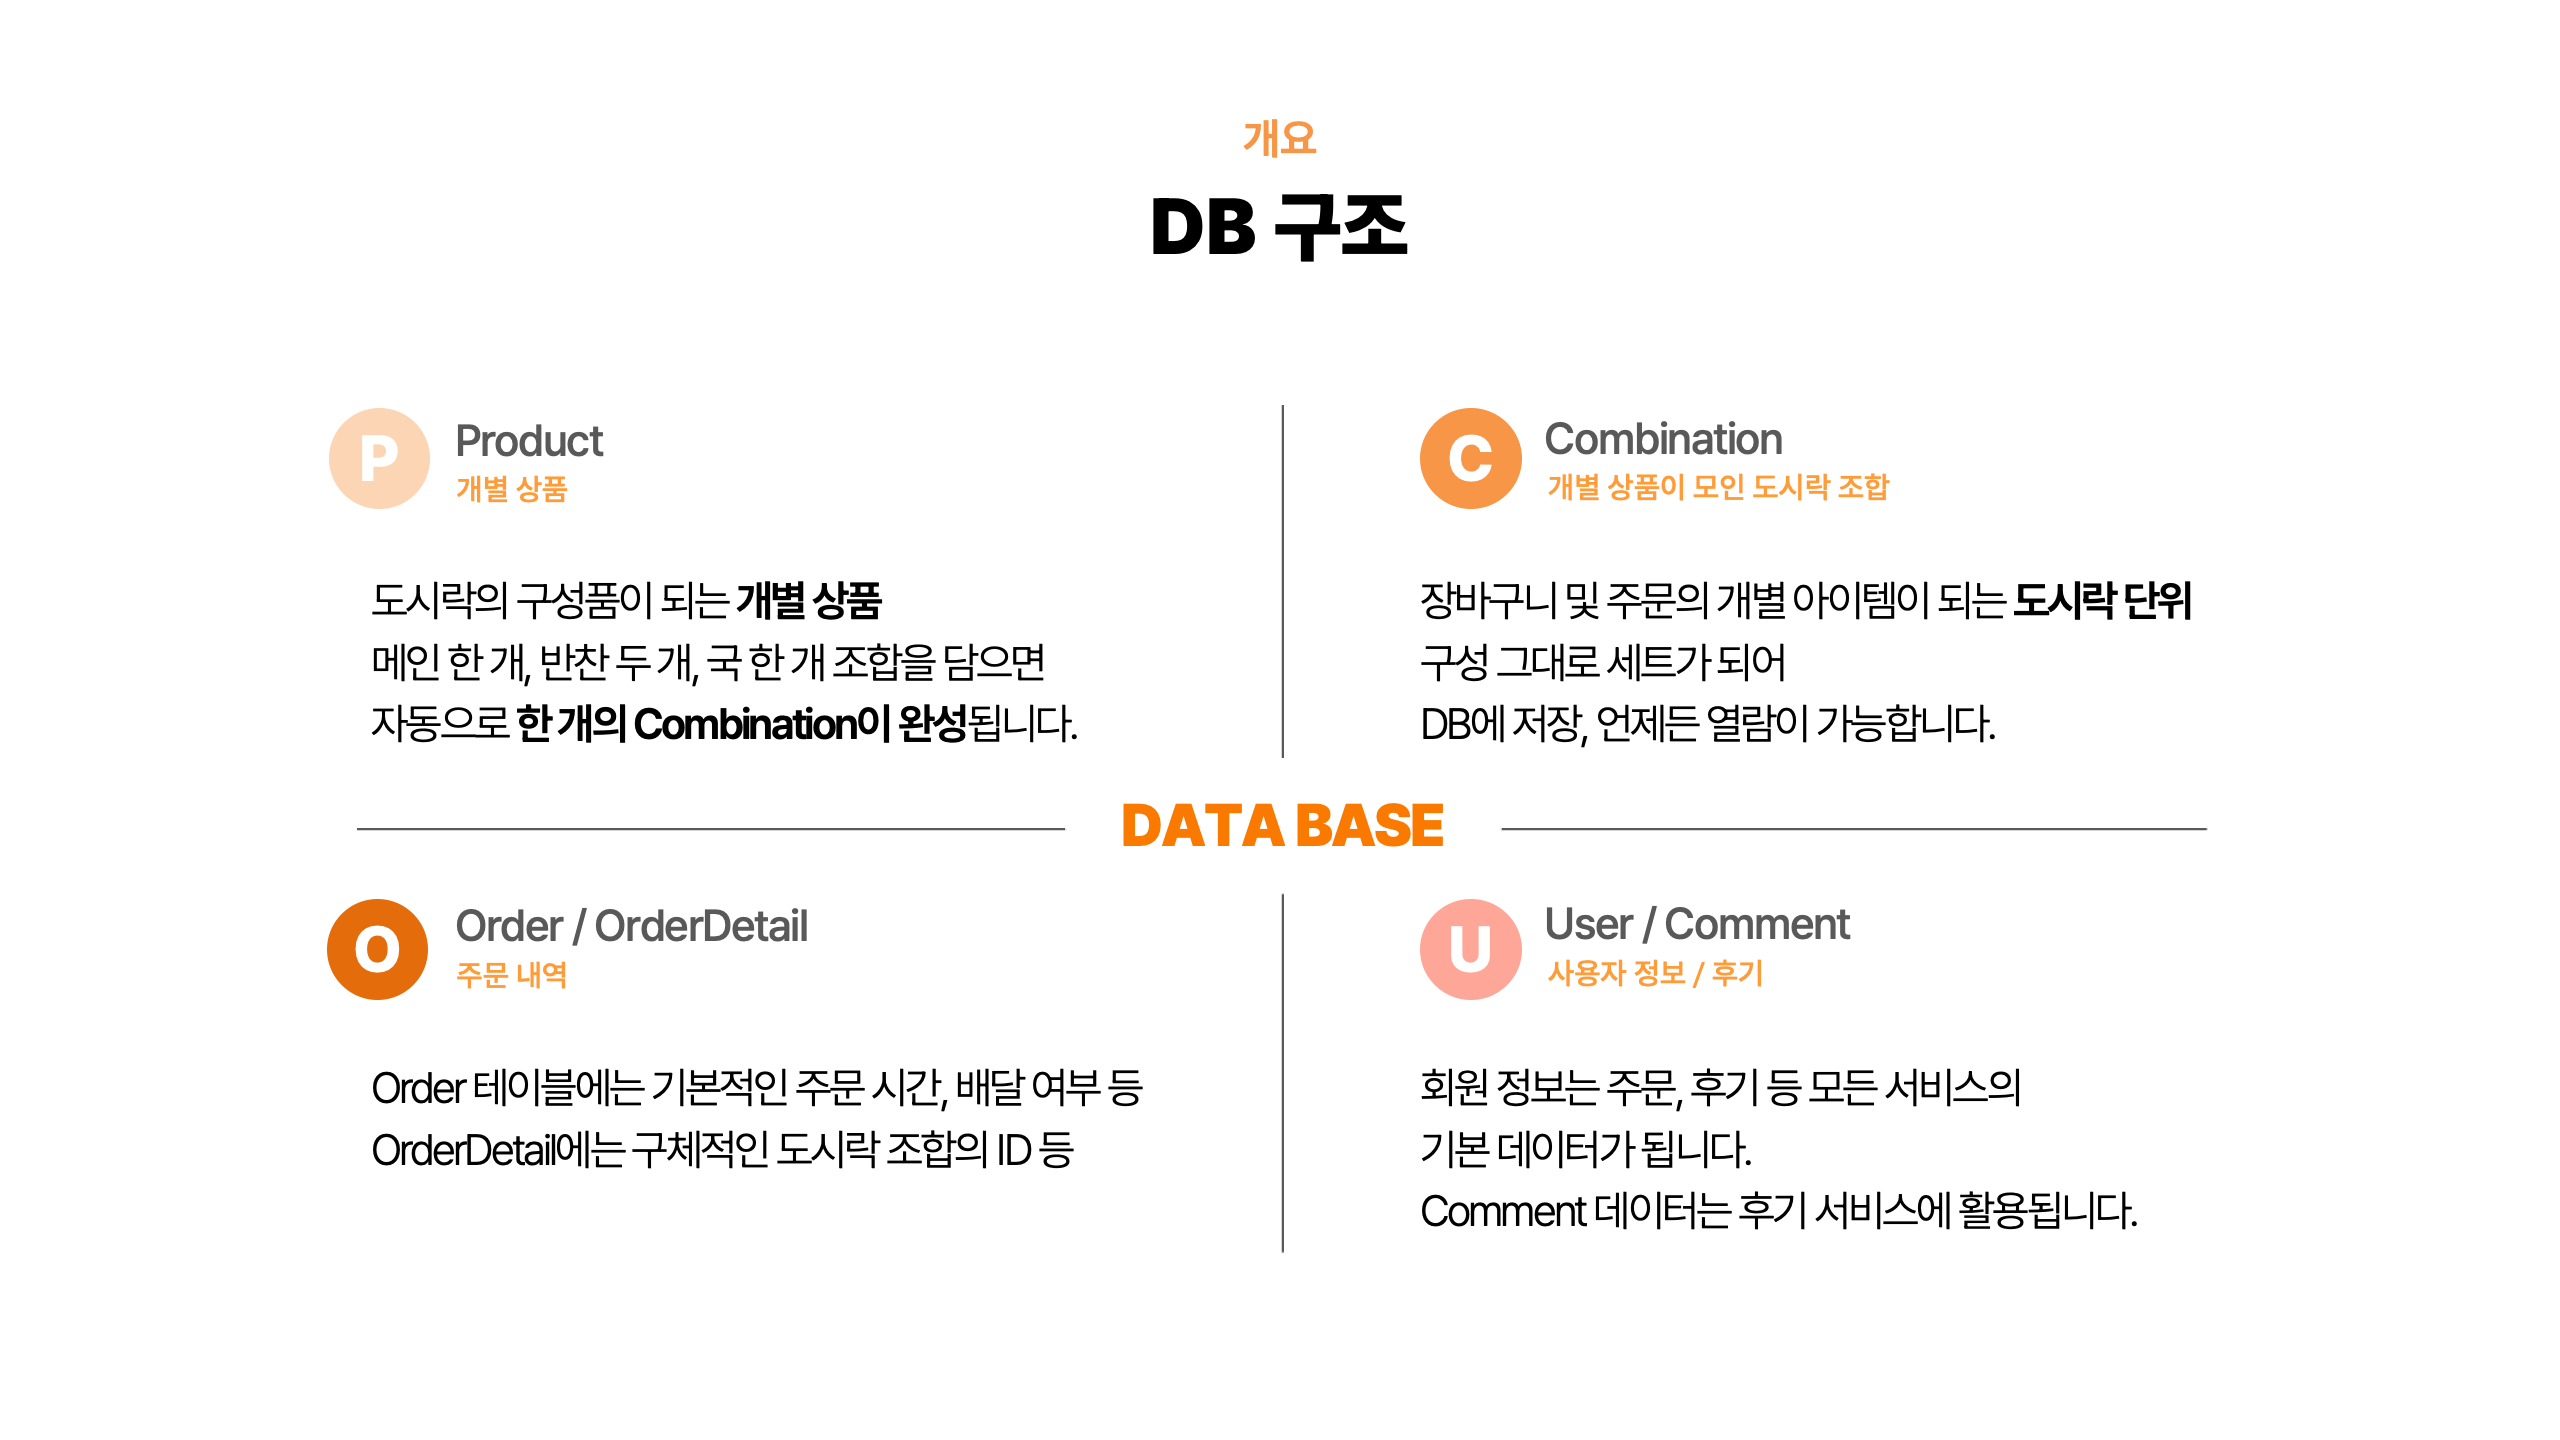 개요
DB 구조
P
Product
개별 상품
도시락의 구성품이 되는 개별 상품
메인 한 개, 반찬 두 개, 국 한 개 조합을 담으면
자동으로 한 개의 Combination이 완성됩니다.
C
Combination
개별 상품이 모인 도시락 조합
장바구니 및 주문의 개별 아이템이 되는 도시락 단위
구성 그대로 세트가 되어
DB에 저장, 언제든 열람이 가능합니다.
DATA BASE
O
Order / OrderDetail
주문 내역
Order 테이블에는 기본적인 주문 시간, 배달 여부 등
OrderDetail에는 구체적인 도시락 조합의 ID 등
U
User / Comment
사용자 정보 / 후기
회원 정보는 주문, 후기 등 모든 서비스의
기본 데이터가 됩니다.
Comment 데이터는 후기 서비스에 활용됩니다.